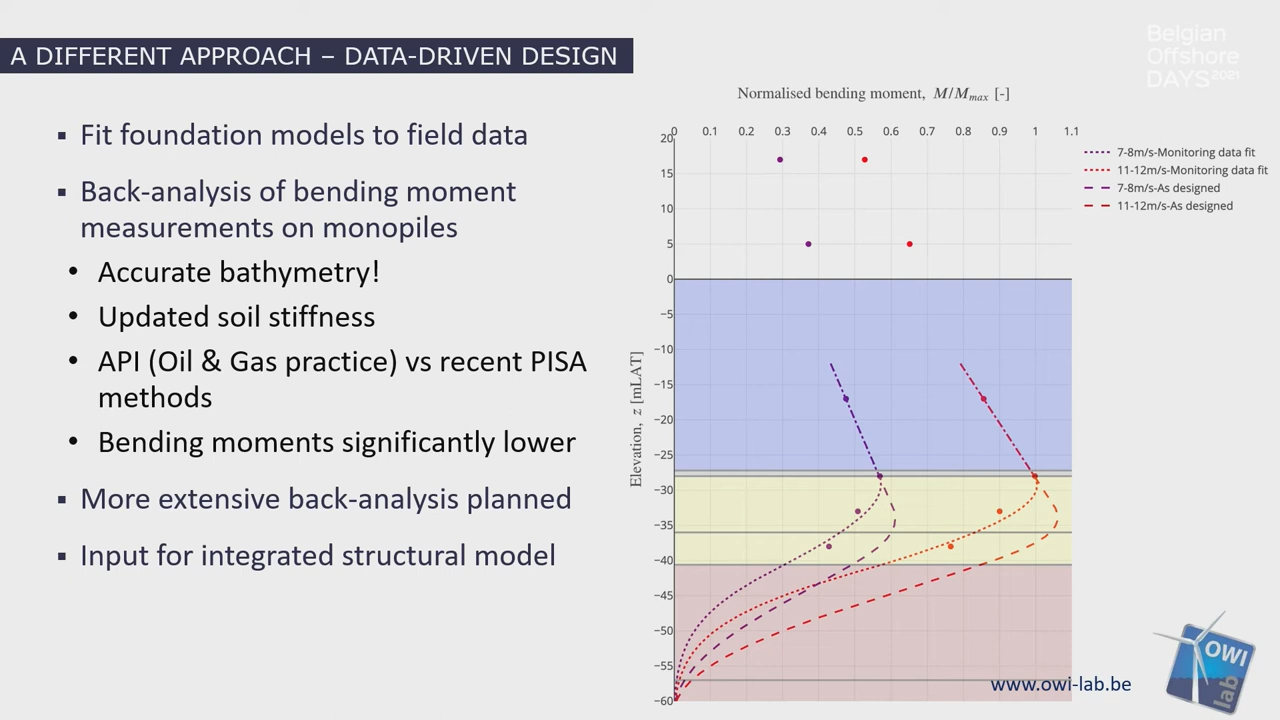 A DIFFERENT APPROACH – DATA-DRIVEN DESIGN
Belgian
Offshore
DAYS 2021
▪ Fit foundation models to field data
▪ Back-analysis of bending moment
measurements on monopiles
• Accurate bathymetry!
• Updated soil stiffness
• API (Oil & Gas practice) vs recent PISA
methods
• Bending moments significantly lower
▪ More extensive back-analysis planned
▪ Input for integrated structural model
Normalised bending moment, M/Mmax [-]
0 0.1 0.2 0.3 0.4 0.5 0.6 0.7 0.8 0.9 1 1.1
20
15
10
5
0
−5
−10
−15
−20
−25
−30
−35
−40
−45
−50
−55
−60
Elevation, z [mLAT]
7-8m/s-Monitoring data fit
11-12m/s-Monitoring data fit
7-8m/s-As designed
11-12m/s-As designed
www.owi-lab.be
OWI
lab